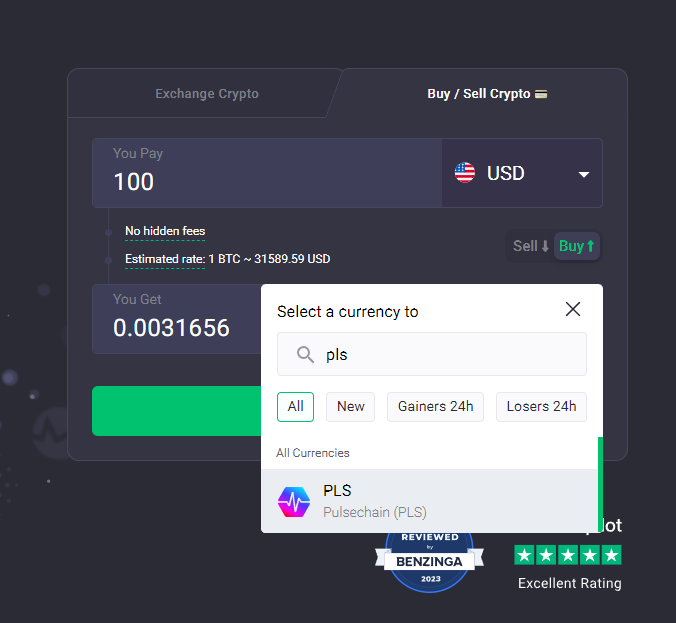 Exchange Crypto
Buy / Sell Crypto
You Pay
100
USD
No hidden fees
Estimated rate: 1 BTC ~ 31589.59 USD
Sell
Buy
You Get
0.0031656
Select a currency to
pls
All
New
Gainers 24h
Losers 24h
All Currencies
PLS
Pulsechain (PLS)
REVIEWED
by
BENZINGA
2023
Excellent Rating